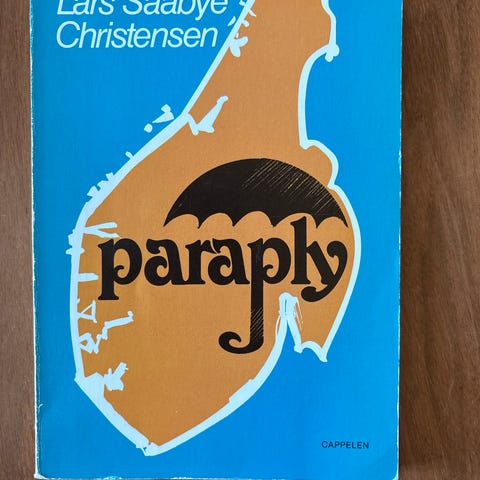 Lars Saabye
Christensen
paraply
CAPPELEN